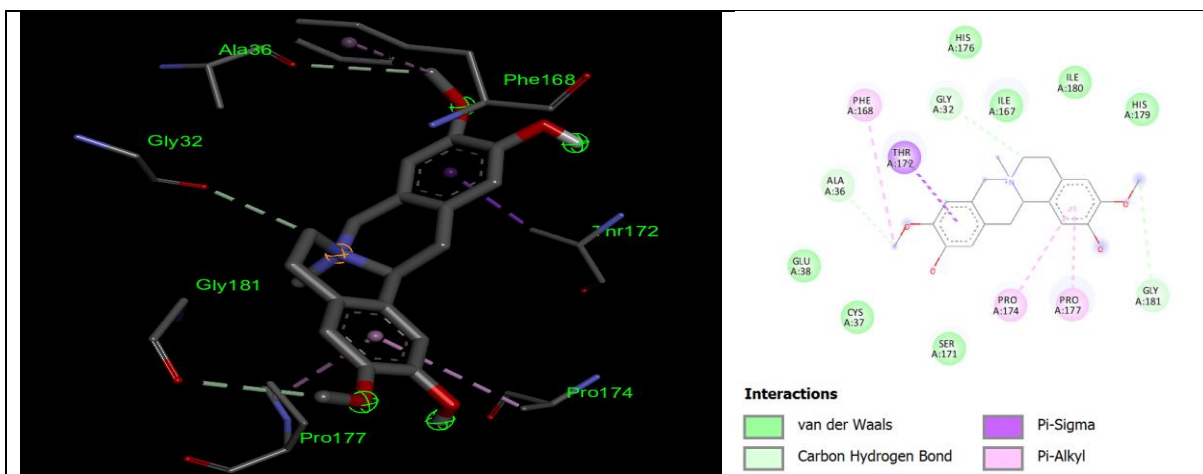 Ala36
Phe168
Gly32
Thr172
Gly181
Pro174
Pro177
HIS
A:176
ILE
A:180
PHE
A:168
GLY
A:32
ILE
A:167
HIS
A:179
THR
A:172
ALA
A:36
N
O
O
O
O
GLU
A:38
PRO
A:174
PRO
A:177
GLY
A:181
CYS
A:37
SER
A:171
Interactions
van der Waals
Pi-Sigma
Carbon Hydrogen Bond
Pi-Alkyl